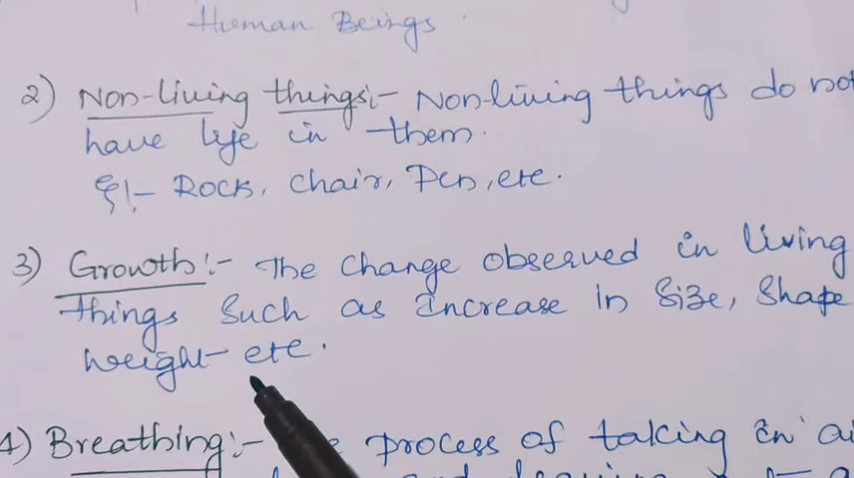 Human Beings
2) Non-living things:- Non-living things do not
have life in them.
Eg:- Rock, Chair, Pen, etc.
3) Growth:- The change observed in living
things such as increase in size, shape
weight etc.
4) Breathing:- process of taking in
and leaving